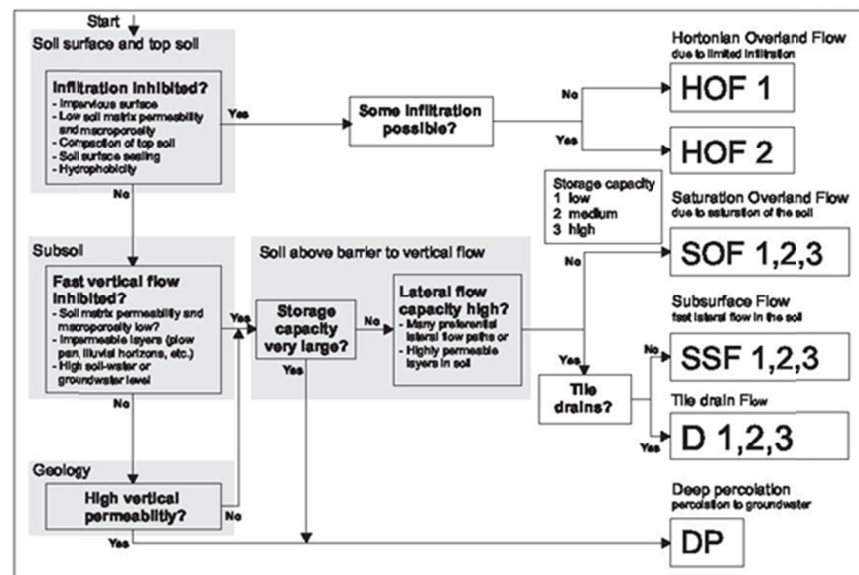 Start
Soil surface and top soil
Infiltration inhibited?
- Impervious surface
- Low soil matrix permeability
and macroporosity
- Compaction of top soil
- Soil surface sealing
- Hydrophobicity
Yes
Some infiltration
possible?
No
Yes
Hortonian Overland Flow
due to limited infiltration
HOF 1
HOF 2
No
Storage capacity
1 low
2 medium
3 high
Saturation Overland Flow
due to saturation of the soil
SOF 1,2,3
Subsoil
Fast vertical flow
inhibited?
- Soil matrix permeability and
macroporosity low?
- Impermeable layers (plow
pan, illuvial horizons, etc.)
- High soil-water or
groundwater level
Yes
Soil above barrier to vertical flow
Storage
capacity
very large?
No
Lateral flow
capacity high?
- Many preferential
lateral flow paths or
- Highly permeable
layers in soil
No
Yes
Yes
Tile
drains?
No
Yes
Subsurface Flow
fast lateral flow in the soil
SSF 1,2,3
Tile drain Flow
D 1,2,3
No
Geology
High vertical
permeabiltiy?
No
Yes
Deep percolation
percolation to groundwater
DP